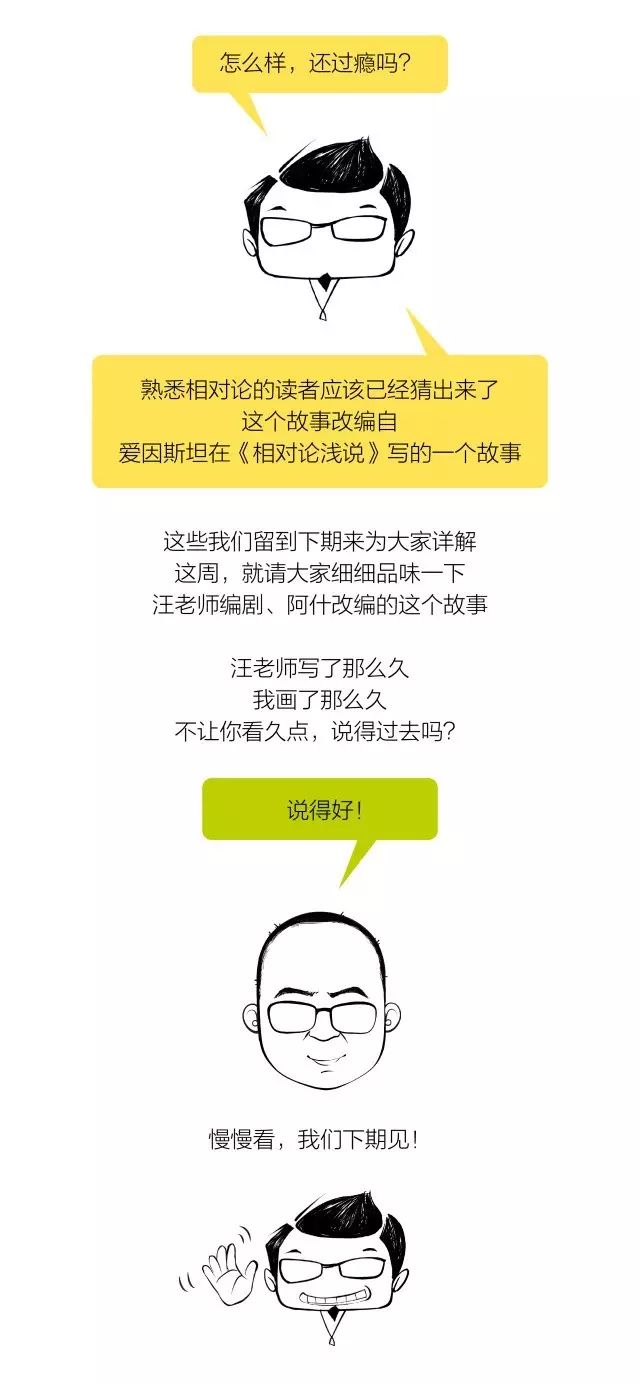 怎么样，还过瘾吗？
熟悉相对论的读者应该已经猜出来了
这个故事改编自
爱因斯坦在《相对论浅说》写的一个故事
这些我们留到下期来为大家详解
这周，就请大家细细品味一下
汪老师编剧、阿什改编的这个故事
汪老师写了那么久
我画了那么久
不让你看久点，说得过去吗？
说得好！
慢慢看，我们下期见！